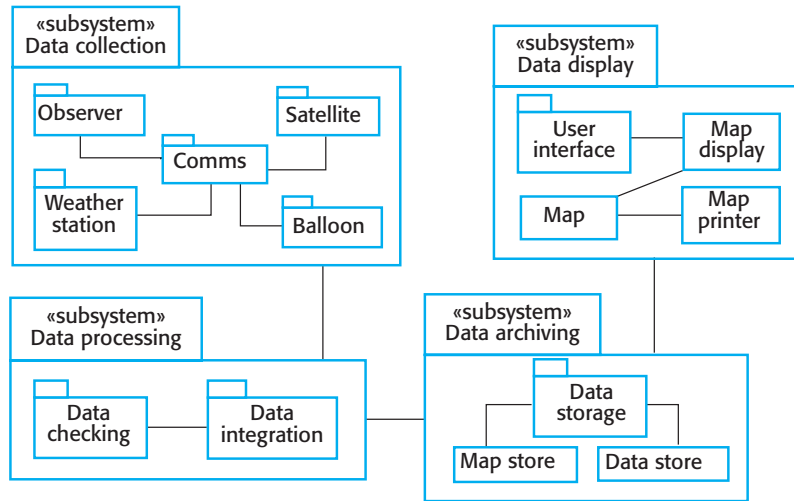 «subsystem»
Data collection
Observer
Satellite
Comms
Weather
station
Balloon
«subsystem»
Data display
User
interface
Map
display
Map
Map
printer
«subsystem»
Data processing
Data
checking
Data
integration
«subsystem»
Data archiving
Data
storage
Map store
Data store